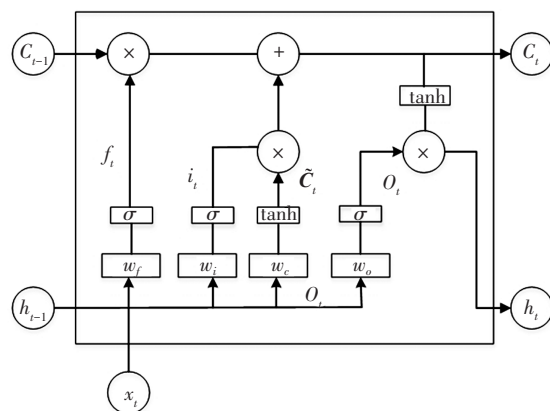 C_{t-1} × + C_t
tanh
f_t i_t × C̃_t O_t ×
σ σ tanh σ
w_f w_i w_c w_o
h_{t-1} O_t h_t
x_t